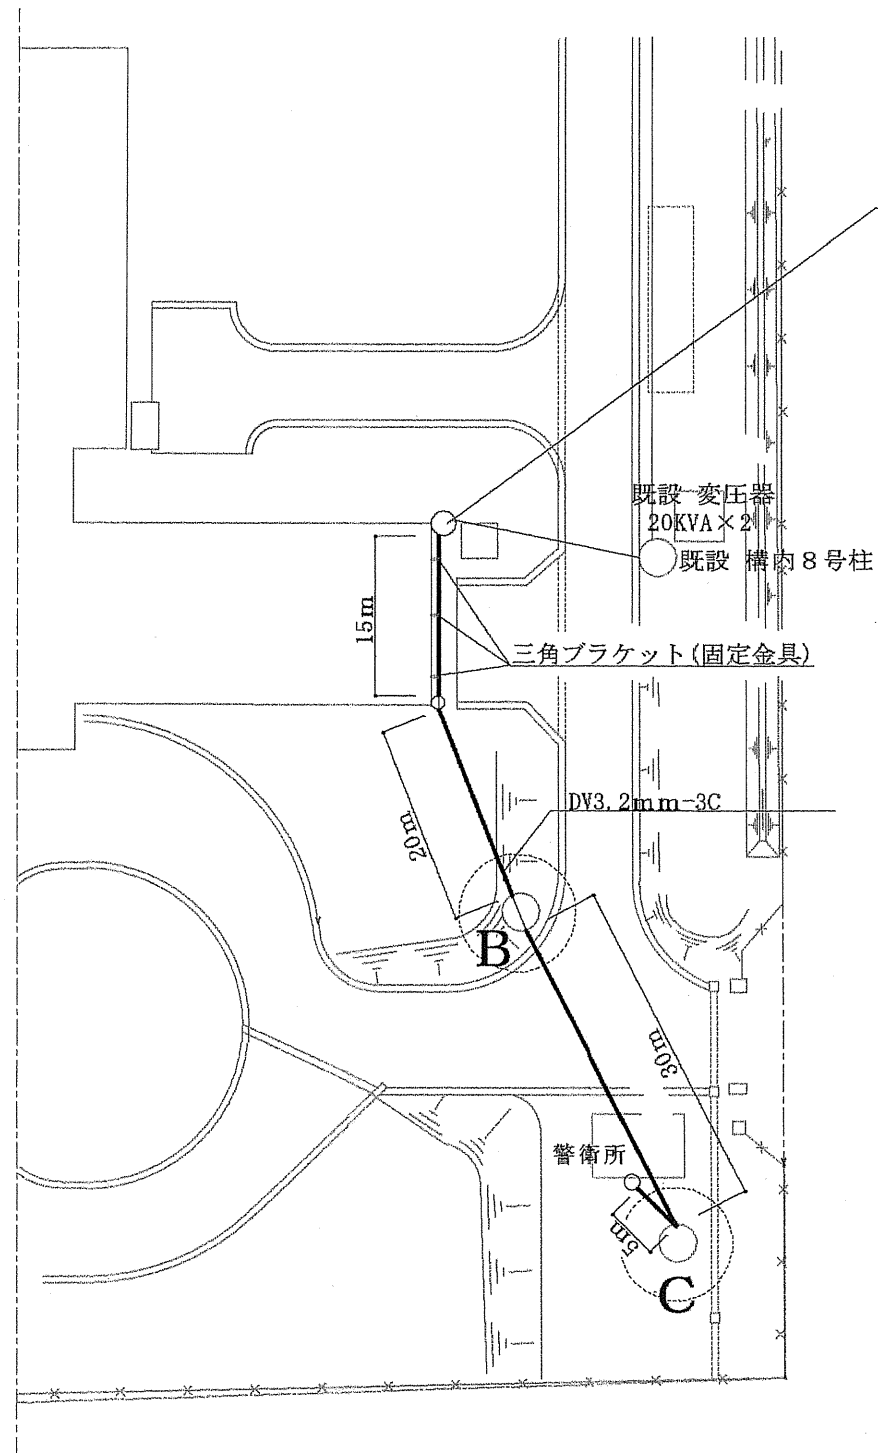 既設 変圧器
20KVA×2
既設 構内8号柱
15m
三角ブラケット(固定金具)
20m
DV3.2mm-3C
B
30m
警衛所
5m
C